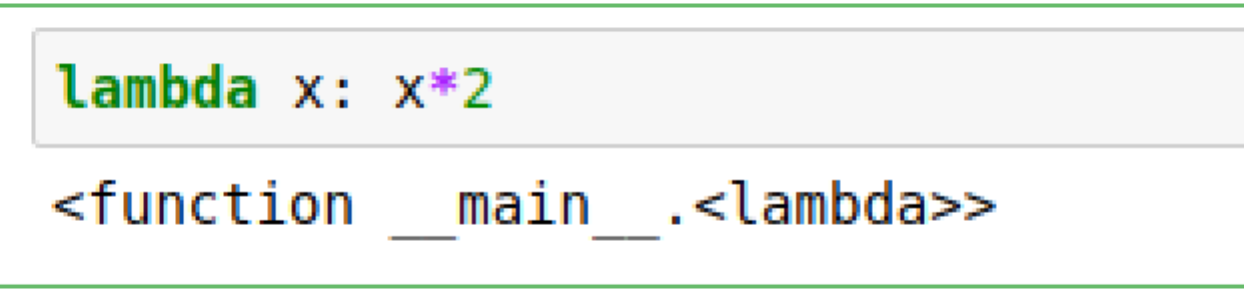 lambda x: x*2
<function __main__.<lambda>>